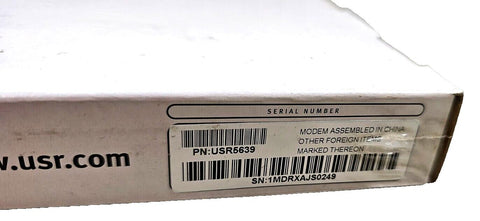 SERIAL NUMBER
PN:USR5639
MODEM ASSEMBLED IN CHINA
OTHER FOREIGN ITEMS
MARKED THEREON
w.usr.com
SN:1MDRXAJS0249